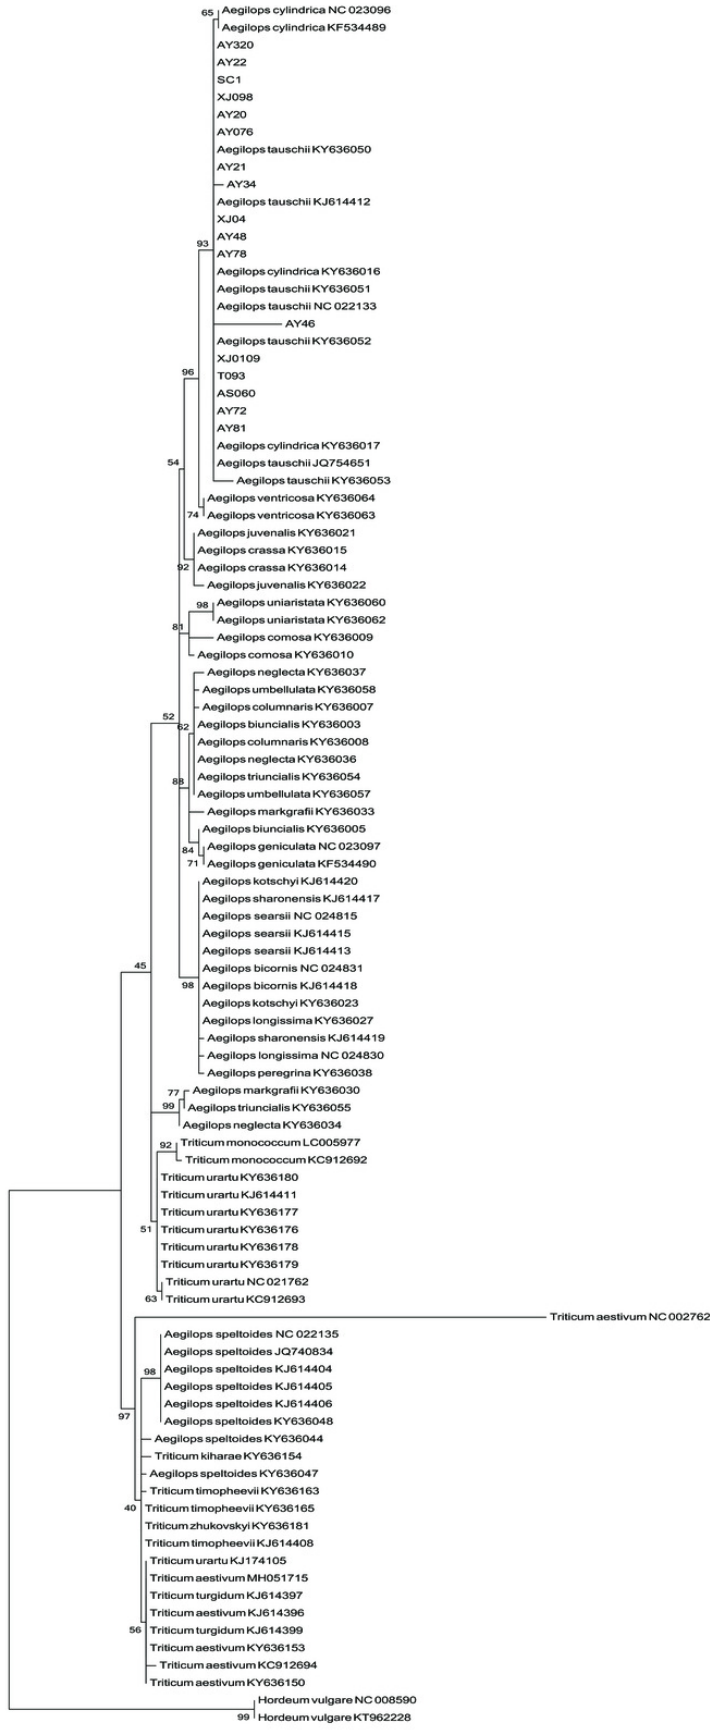 65
Aegilops cylindrica NC 023096
Aegilops cylindrica KF534489
AY320
AY22
SC1
XJ098
AY20
AY076
Aegilops tauschii KY636050
AY21
AY34
Aegilops tauschii KJ614412
XJ04
AY48
93
AY78
Aegilops cylindrica KY636016
Aegilops tauschii KY636051
Aegilops tauschii NC 022133
AY46
Aegilops tauschii KY636052
XJ0109
96
T093
AS060
AY72
AY81
Aegilops cylindrica KY636017
54
Aegilops tauschii JQ754651
Aegilops tauschii KY636053
Aegilops ventricosa KY636064
74
Aegilops ventricosa KY636063
Aegilops juvenalis KY636021
Aegilops crassa KY636015
92
Aegilops crassa KY636014
Aegilops juvenalis KY636022
98
Aegilops uniaristata KY636060
Aegilops uniaristata KY636062
81
Aegilops comosa KY636009
Aegilops comosa KY636010
Aegilops neglecta KY636037
Aegilops umbellulata KY636058
Aegilops columnaris KY636007
52
62
Aegilops biuncialis KY636003
Aegilops columnaris KY636008
Aegilops neglecta KY636036
Aegilops triuncialis KY636054
88
Aegilops umbellulata KY636057
Aegilops markgrafii KY636033
Aegilops biuncialis KY636005
84
Aegilops geniculata NC 023097
71
Aegilops geniculata KF534490
Aegilops kotschyi KJ614420
Aegilops sharonensis KJ614417
Aegilops searsii NC 024815
Aegilops searsii KJ614415
Aegilops searsii KJ614413
45
Aegilops bicornis NC 024831
98
Aegilops bicornis KJ614418
Aegilops kotschyi KY636023
Aegilops longissima KY636027
Aegilops sharonensis KJ614419
Aegilops longissima NC 024830
Aegilops peregrina KY636038
77
Aegilops markgrafii KY636030
99
Aegilops triuncialis KY636055
Aegilops neglecta KY636034
92
Triticum monococcum LC005977
Triticum monococcum KC912692
Triticum urartu KY636180
Triticum urartu KJ614411
Triticum urartu KY636177
51
Triticum urartu KY636176
Triticum urartu KY636178
Triticum urartu KY636179
Triticum urartu NC 021762
63
Triticum urartu KC912693
Triticum aestivum NC 002762
Aegilops speltoides NC 022135
Aegilops speltoides JQ740834
98
Aegilops speltoides KJ614404
Aegilops speltoides KJ614405
Aegilops speltoides KJ614406
97
Aegilops speltoides KY636048
Aegilops speltoides KY636044
Triticum kiharae KY636154
Aegilops speltoides KY636047
Triticum timopheevii KY636163
40
Triticum timopheevii KY636165
Triticum zhukovskyi KY636181
Triticum timopheevii KJ614408
Triticum urartu KJ174105
Triticum aestivum MH051715
Triticum turgidum KJ614397
Triticum aestivum KJ614396
56
Triticum turgidum KJ614399
Triticum aestivum KY636153
Triticum aestivum KC912694
Triticum aestivum KY636150
Hordeum vulgare NC 008590
99
Hordeum vulgare KT962228